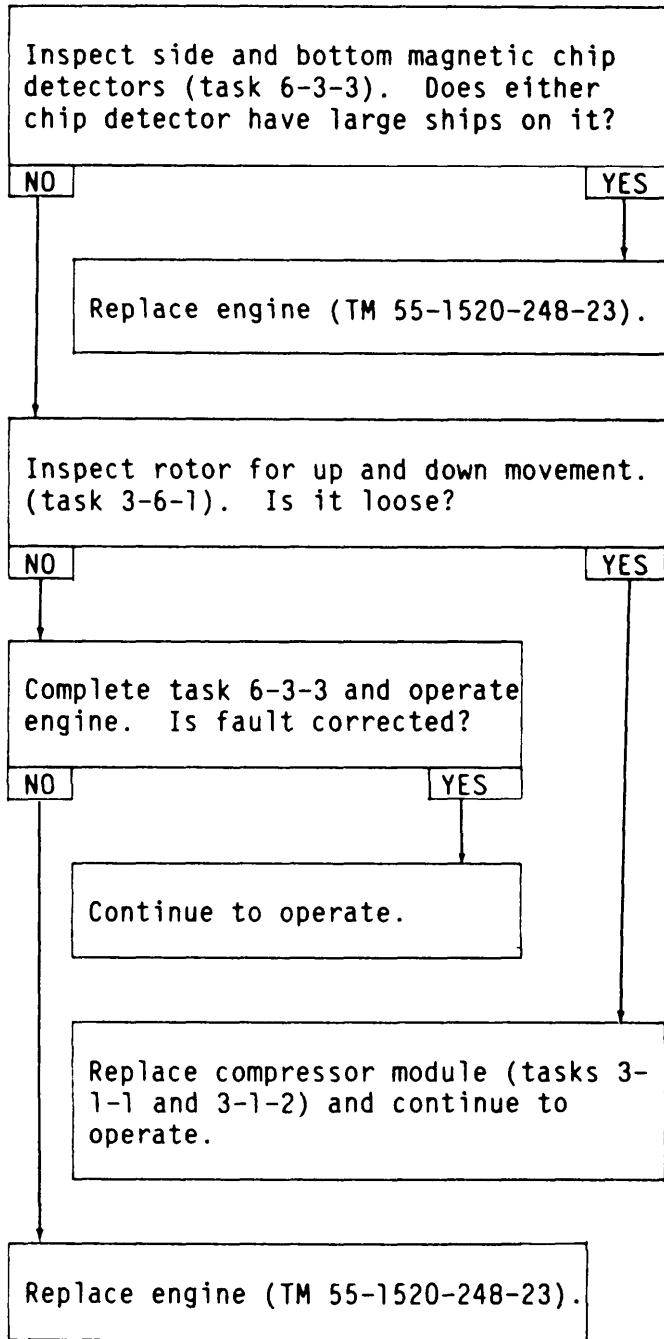 Inspect side and bottom magnetic chip
detectors (task 6-3-3). Does either
chip detector have large ships on it?
NO
YES
Replace engine (TM 55-1520-248-23).
Inspect rotor for up and down movement.
(task 3-6-1). Is it loose?
NO
YES
Complete task 6-3-3 and operate
engine. Is fault corrected?
NO
YES
Continue to operate.
Replace compressor module (tasks 3-
1-1 and 3-1-2) and continue to
operate.
Replace engine (TM 55-1520-248-23).